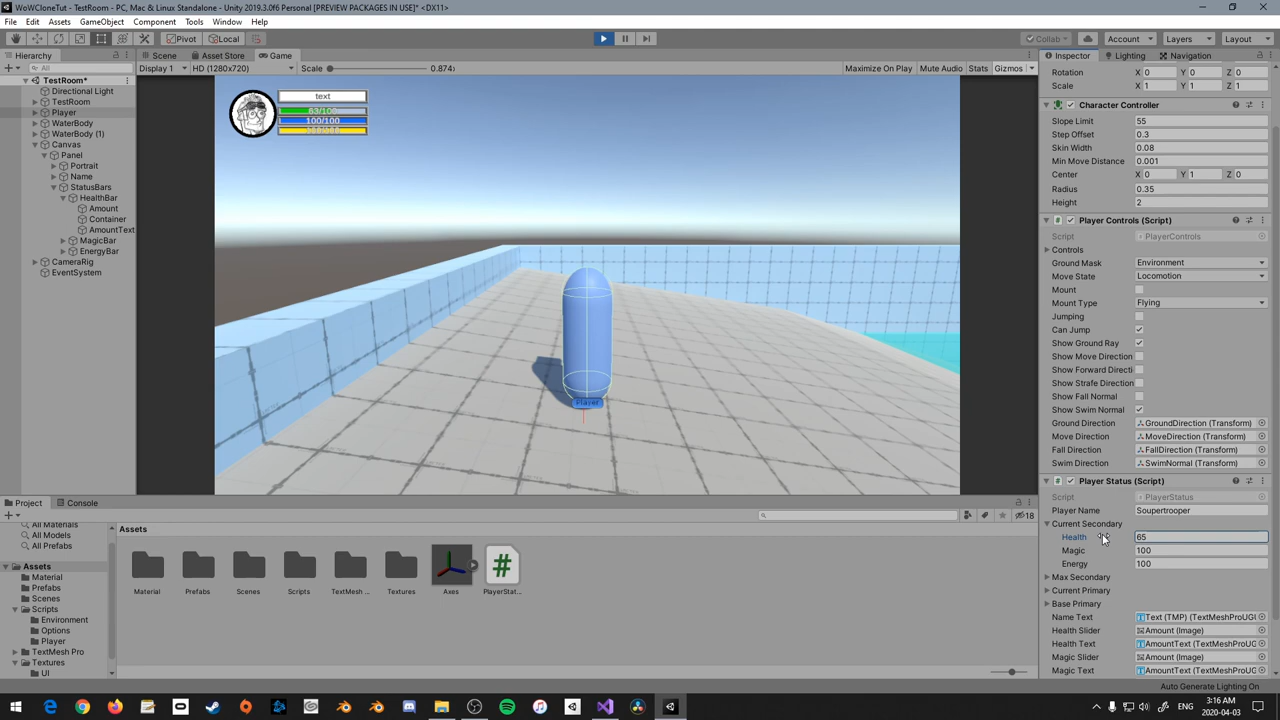 WoWCloneTut - TestRoom - PC, Mac & Linux Standalone - Unity 2019.3.0f6 Personal [PREVIEW PACKAGES IN USE]* <DX11>
File Edit Assets GameObject Component Tools Window Help
Pivot Local Collab Account Layers Layout
Hierarchy
All
TestRoom*
Directional Light
TestRoom
Player
WaterBody
WaterBody (1)
Canvas
Panel
Portrait
Name
StatusBars
HealthBar
Amount
Container
AmountText
MagicBar
EnergyBar
CameraRig
EventSystem
Scene Asset Store Game
Display 1 HD (1280x720) Scale 0.874x Maximize On Play Mute Audio Stats Gizmos
text
63/100
100/100
Player
Inspector Lighting Navigation
Rotation X 0 Y 0 Z 0
Scale X 1 Y 1 Z 1
Character Controller
Slope Limit 55
Step Offset 0.3
Skin Width 0.08
Min Move Distance 0.001
Center X 0 Y 1 Z 0
Radius 0.35
Height 2
Player Controls (Script)
Script PlayerControls
Controls
Ground Mask Environment
Move State Locomotion
Mount
Mount Type Flying
Jumping
Can Jump
Show Ground Ray
Show Move Direction
Show Forward Directi
Show Strafe Direction
Show Fall Normal
Show Swim Normal
Ground Direction GroundDirection (Transform)
Move Direction MoveDirection (Transform)
Fall Direction FallDirection (Transform)
Swim Direction SwimNormal (Transform)
Player Status (Script)
Script PlayerStatus
Player Name Soupertrooper
Current Secondary
Health 65
Magic 100
Energy 100
Max Secondary
Current Primary
Base Primary
Name Text Text (TMP) (TextMeshProUGU
Health Slider Amount (Image)
Health Text AmountText (TextMeshProUG
Magic Slider Amount (Image)
Magic Text AmountText (TextMeshProUG
Project Console
18
All Materials
All Models
All Prefabs
Assets
Material
Prefabs
Scenes
Scripts
Environment
Options
Player
TextMesh Pro
Textures
UI
Assets
Material Prefabs Scenes Scripts TextMesh ... Textures Axes PlayerStat...
Auto Generate Lighting On
3:16 AM
2020-04-03